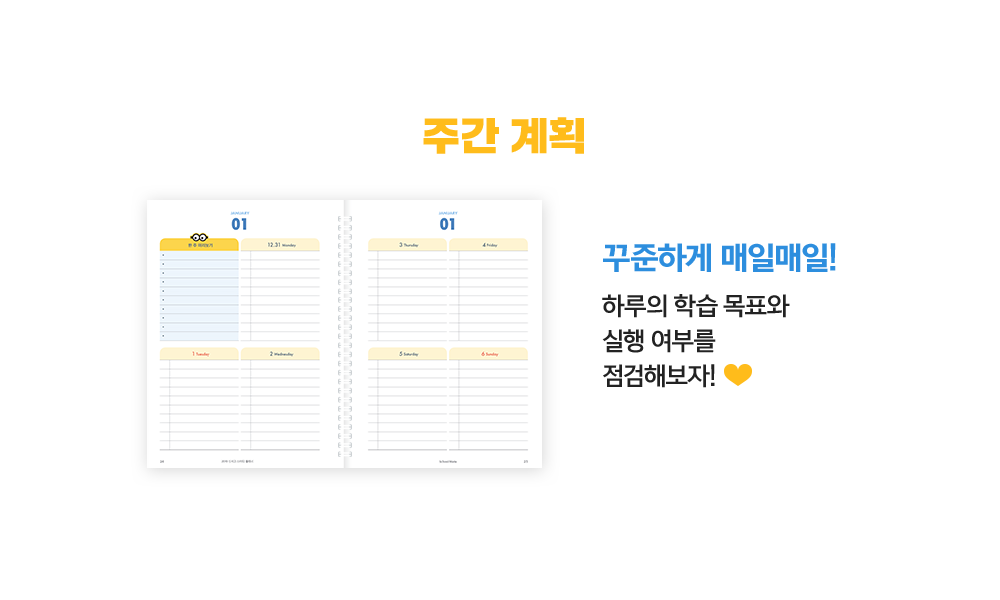 주간 계획
JANUARY
01
12.31 Monday
1 Tuesday
2 Wednesday
JANUARY
01
3 Thursday
4 Friday
5 Saturday
6 Sunday
꾸준하게 매일매일!
하루의 학습 목표와
실행 여부를
점검해보자!